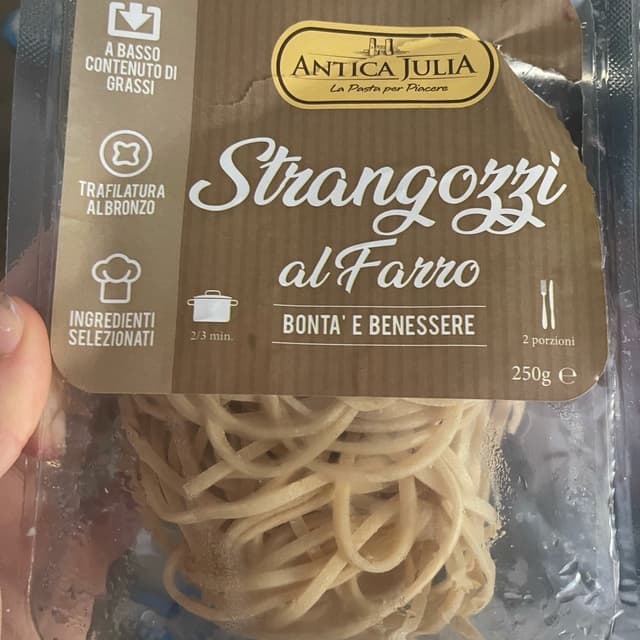 A BASSO
CONTENUTO DI
GRASSI
TRAFILATURA
AL BRONZO
INGREDIENTI
SELEZIONATI
ANTICA JULIA
La Pasta per Piacere
Strangozzi
al Farro
BONTA' E BENESSERE
2/3 min.
2 porzioni
250g ℮